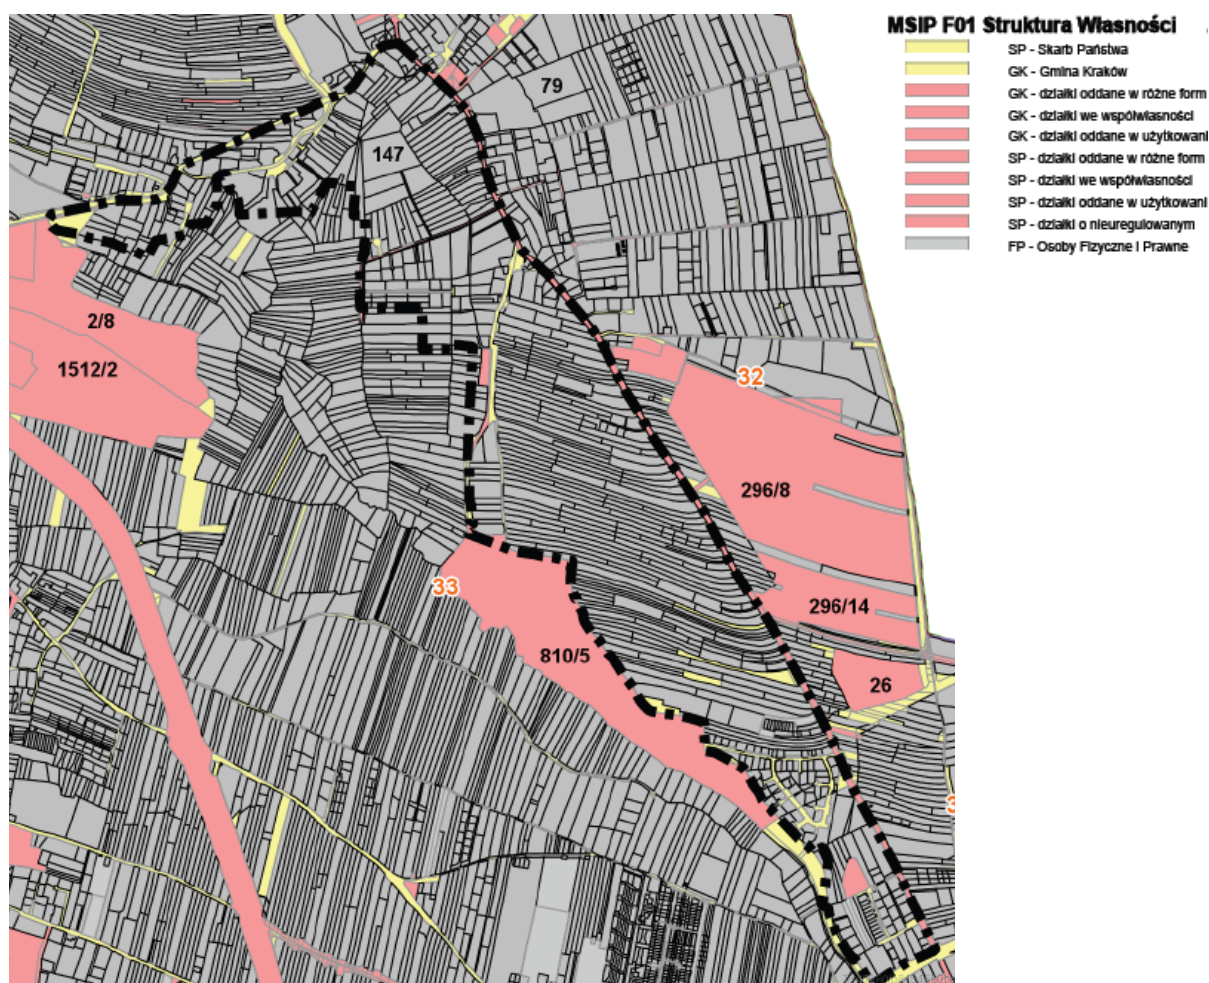 MSIP F01 Struktura Własności
SP - Skarb Państwa
GK - Gmina Kraków
GK - działki oddane w różne form
GK - działki we współwłasności
GK - działki oddane w użytkowani
SP - działki oddane w różne form
SP - działki we współwłasności
SP - działki oddane w użytkowani
SP - działki o nieuregulowanym
FP - Osoby Fizyczne i Prawne
79
147
2/8
1512/2
32
296/8
33
296/14
810/5
26
3